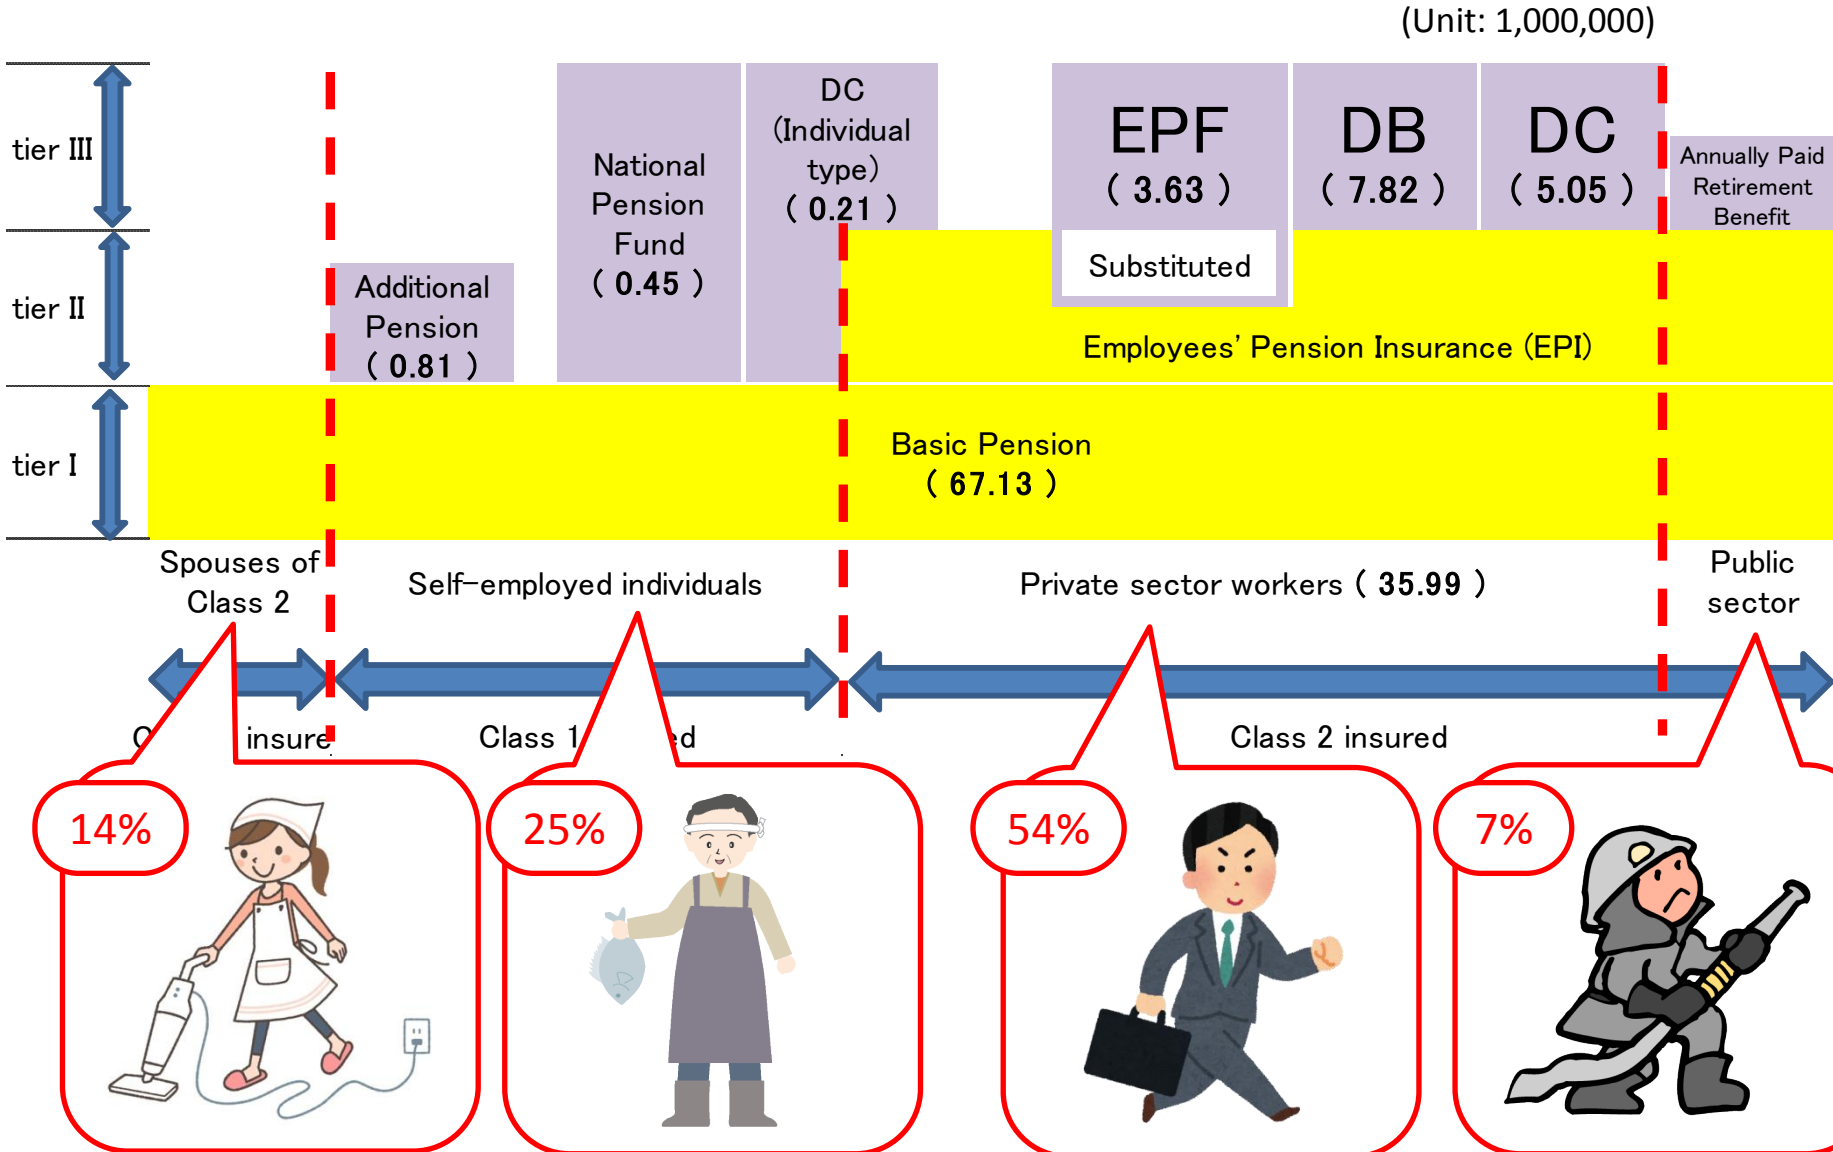 (Unit: 1,000,000)
tier III
tier II
tier I
National
Pension
Fund
( 0.45 )
DC
(Individual
type)
( 0.21 )
EPF
( 3.63 )
DB
( 7.82 )
DC
( 5.05 )
Annually Paid
Retirement
Benefit
Additional
Pension
( 0.81 )
Substituted
Employees' Pension Insurance (EPI)
Basic Pension
( 67.13 )
Spouses of
Class 2
Self-employed individuals
Private sector workers ( 35.99 )
Public
sector
insure
Class 1
Class 2 insured
14%
25%
54%
7%